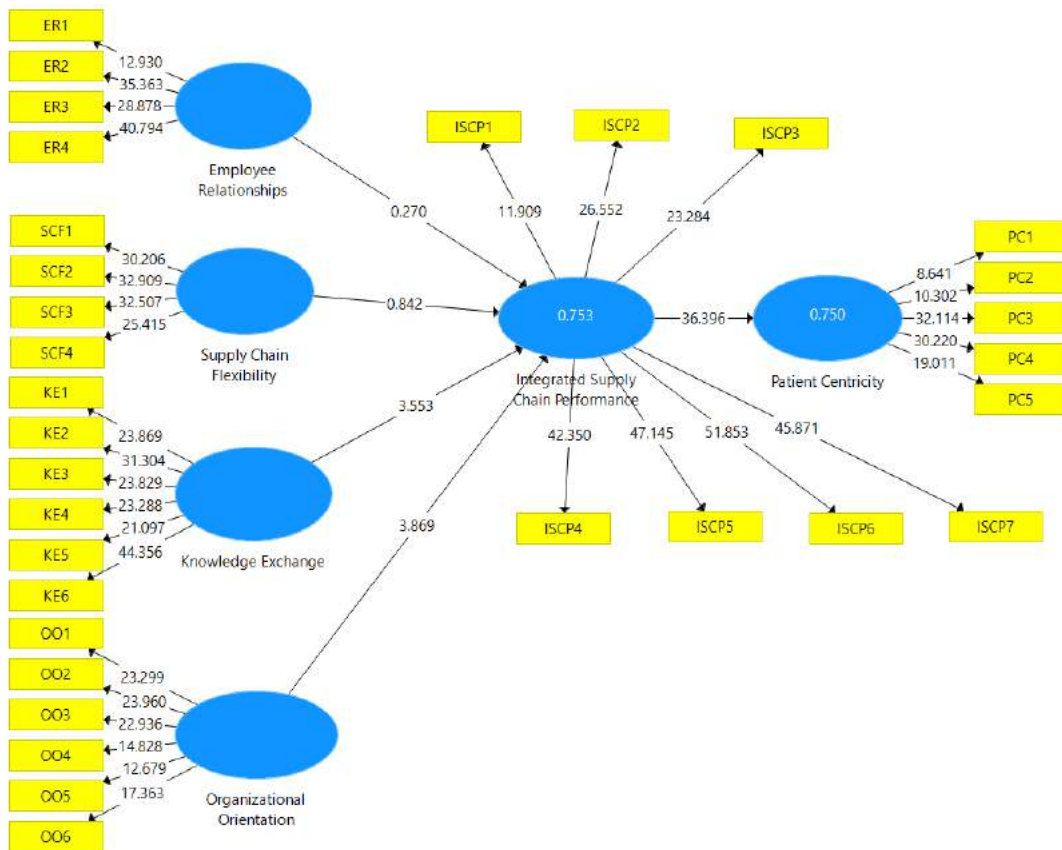 ER1
ER2
ER3
ER4
12.930
35.363
28.878
40.794
Employee
Relationships
SCF1
SCF2
SCF3
SCF4
30.206
32.909
32.507
25.415
Supply Chain
Flexibility
KE1
KE2
KE3
KE4
KE5
KE6
23.869
31.304
23.829
23.288
21.097
44.356
Knowledge Exchange
OO1
OO2
OO3
OO4
OO5
OO6
23.299
23.960
22.936
14.828
12.679
17.363
Organizational
Orientation
0.270
0.842
3.553
3.869
ISCP1
ISCP2
ISCP3
11.909
26.552
23.284
0.753
Integrated Supply
Chain Performance
42.350
47.145
51.853
45.871
ISCP4
ISCP5
ISCP6
ISCP7
36.396
0.750
Patient Centricity
8.641
10.302
32.114
30.220
19.011
PC1
PC2
PC3
PC4
PC5